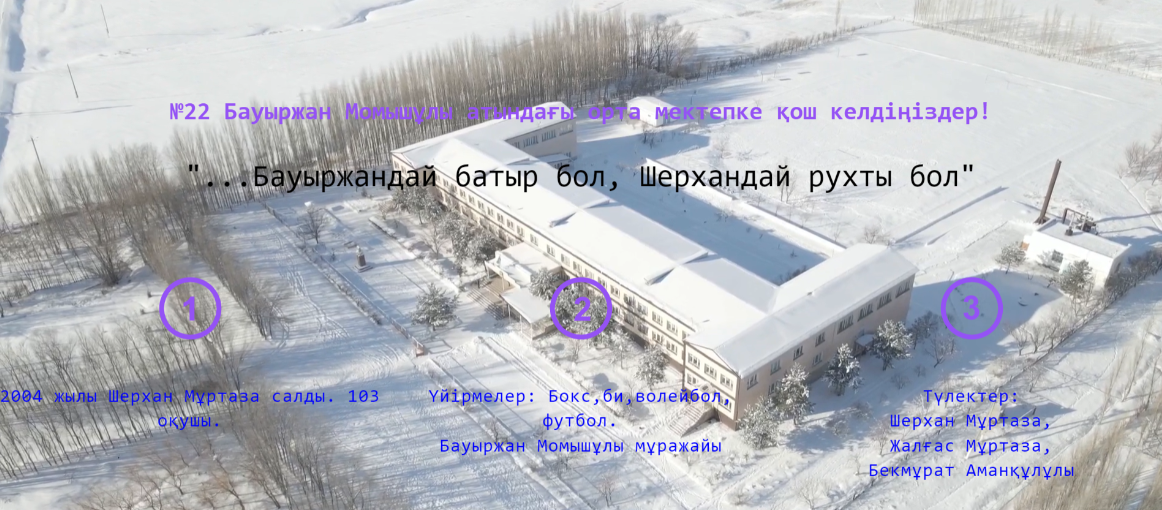 №22 Бауыржан Момышұлы атындағы орта мектепке қош келдіңіздер!
"...Бауыржандай батыр бол, Шерхандай рухты бол"
1
2
3
2004 жылы Шерхан Мұртаза салды. 103
оқушы.
Үйірмелер: Бокс,би,волейбол,
футбол.
Бауыржан Момышұлы мұражайы
Түлектер:
Шерхан Мұртаза,
Жалғас Мұртаза,
Бекмұрат Аманқұлұлы